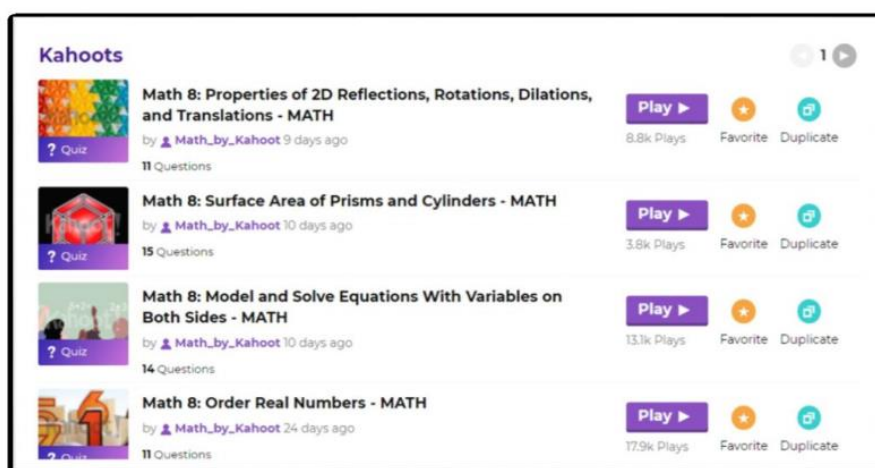 Kahoots
1
Math 8: Properties of 2D Reflections, Rotations, Dilations,
and Translations - MATH
by Math_by_Kahoot 9 days ago
11 Questions
? Quiz
Play
8.8k Plays
Favorite
Duplicate
Math 8: Surface Area of Prisms and Cylinders - MATH
by Math_by_Kahoot 10 days ago
15 Questions
? Quiz
Play
3.8k Plays
Favorite
Duplicate
Math 8: Model and Solve Equations With Variables on
Both Sides - MATH
by Math_by_Kahoot 10 days ago
14 Questions
? Quiz
Play
13.1k Plays
Favorite
Duplicate
Math 8: Order Real Numbers - MATH
by Math_by_Kahoot 24 days ago
11 Questions
? Quiz
Play
17.9k Plays
Favorite
Duplicate